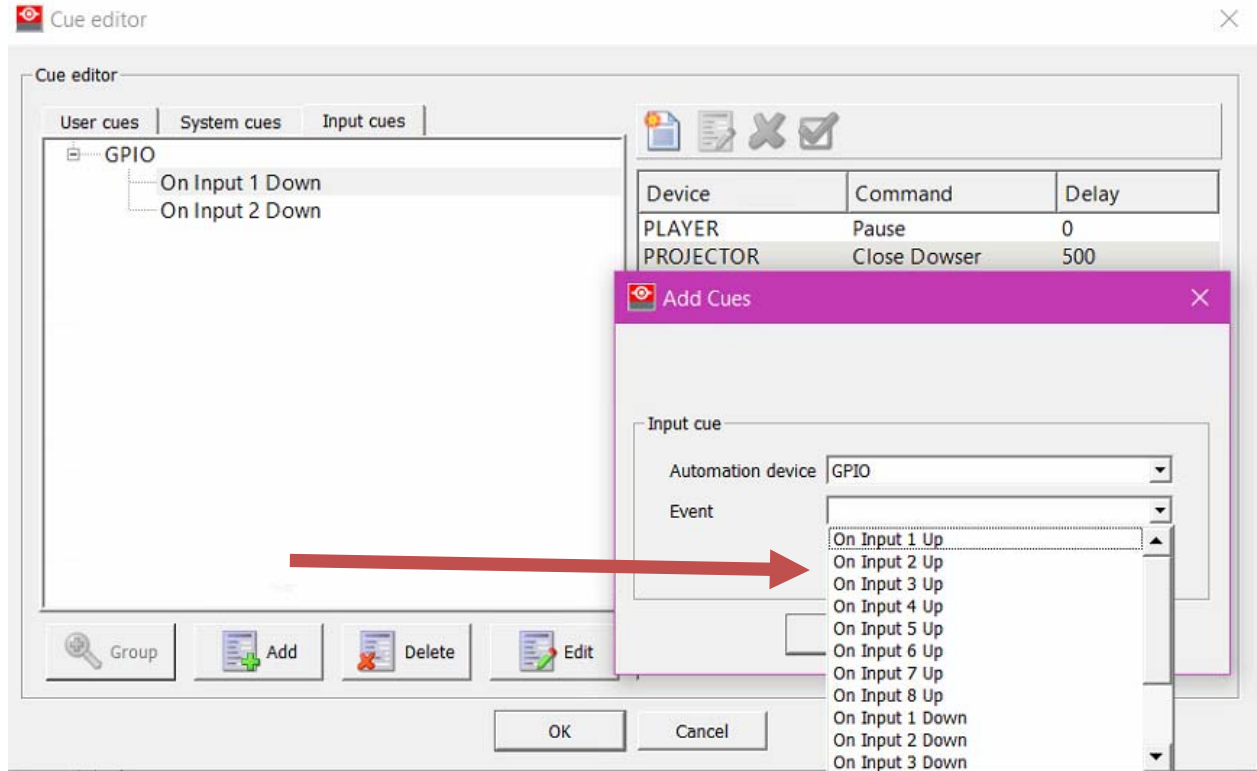 Cue editor
Cue editor
User cues
System cues
Input cues
GPIO
On Input 1 Down
On Input 2 Down
Device Command Delay
PLAYER Pause 0
PROJECTOR Close Dowser 500
Add Cues
Input cue
Automation device GPIO
Event
On Input 1 Up
On Input 2 Up
On Input 3 Up
On Input 4 Up
On Input 5 Up
On Input 6 Up
On Input 7 Up
On Input 8 Up
On Input 1 Down
On Input 2 Down
On Input 3 Down
Group
Add
Delete
Edit
OK
Cancel